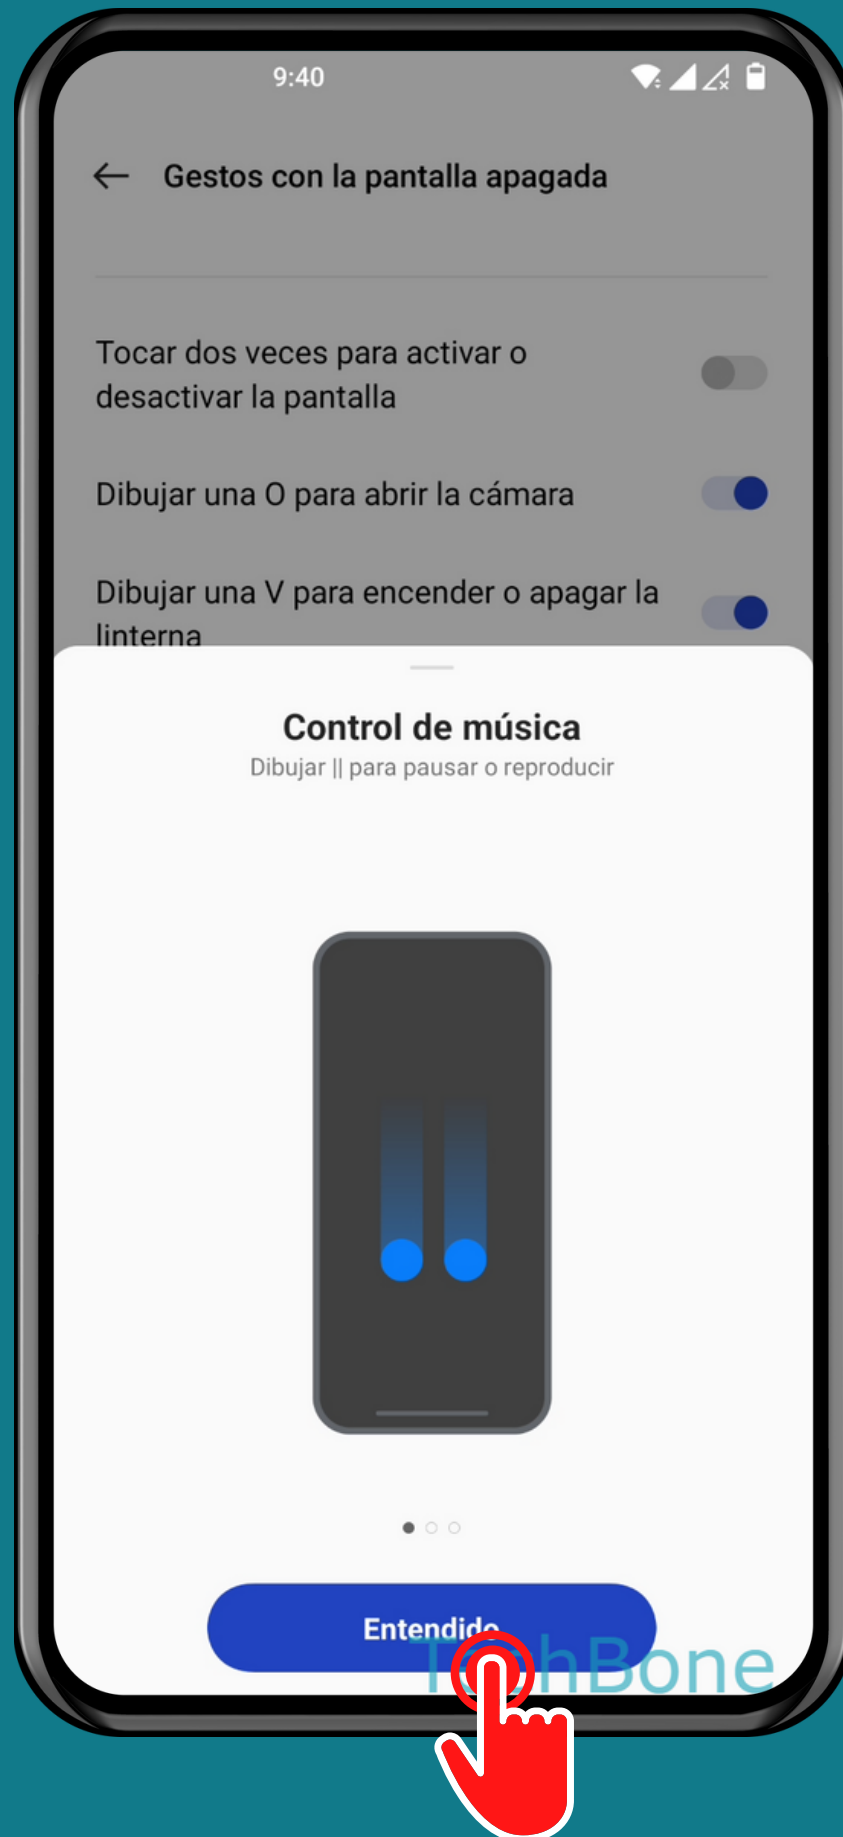 9:40
Gestos con la pantalla apagada
Tocar dos veces para activar o
desactivar la pantalla
Dibujar una O para abrir la cámara
Dibujar una V para encender o apagar la
linterna
Control de música
Dibujar || para pausar o reproducir
Entendido
TechBone